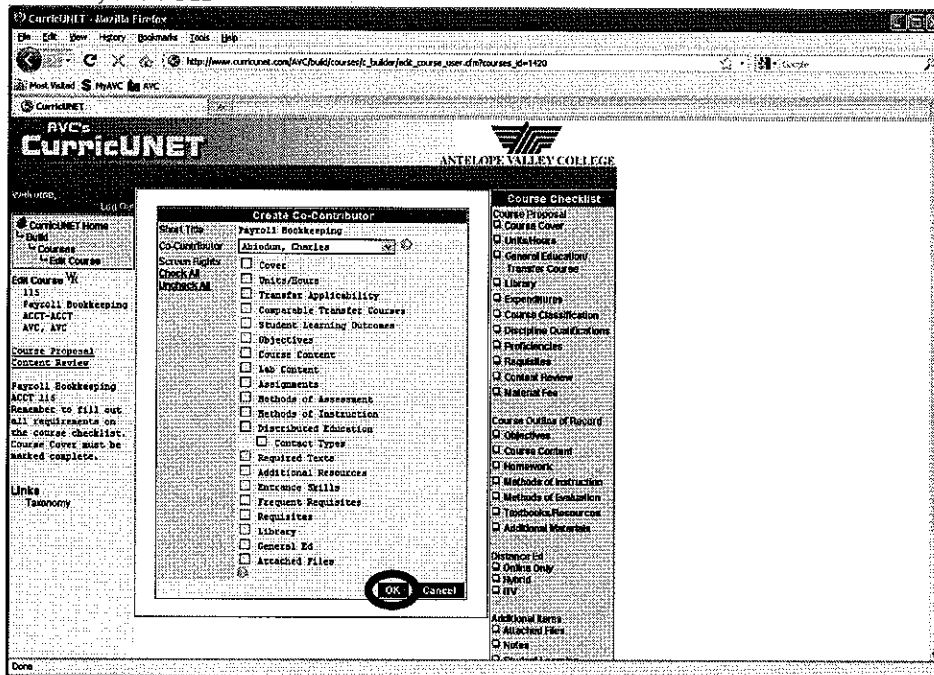 CurricUNET - Mozilla Firefox
File Edit View History Bookmarks Tools Help
http://www.curricunet.com/AVC/build/courses/c_builder/edit_course_user.cfm?courses_id=1420
Google
Most Visited MyAVC AVC
CurricUNET
AVC's
CurricUNET
ANTELOPE VALLEY COLLEGE
Welcome,
Log
CurricUNET Home
Build
Courses
Edit Course
Edit Course
115
Payroll Bookkeeping
ACCT-ACCT
AVC, AVC
Course Proposal
Content Review
Payroll Bookkeeping
ACCT 115
Remember to fill out
all requirements on
the course checklist.
Course Cover must be
marked complete.
Links
Taxonomy
Create Co-Contributor
Short Title Payroll Bookkeeping
Co-Contributor Abiodun, Charles
Screen Rights
Check All
Uncheck All
Cover
Units/Hours
Transfer Applicability
Comparable Transfer Courses
Student Learning Outcomes
Objectives
Course Content
Lab Content
Assignments
Methods of Assessment
Methods of Instruction
Distributed Education
Contact Types
Required Texts
Additional Resources
Entrance Skills
Frequent Requisites
Requisites
Library
General Ed
Attached Files
OK Cancel
Course Checklist
Course Proposal
Course Cover
Units/Hours
General Education/
Transfer Course
Library
Expenditures
Course Classification
Discipline Qualifications
Proficiencies
Requisites
Content Review
Material Fee
Course Outline of Record
Objectives
Course Content
Homework
Methods of Instruction
Methods of Evaluation
Textbooks/Resources
Additional Materials
Distance Ed
Online Only
Hybrid
ITV
Additional Items
Attached Files
Notes
Done